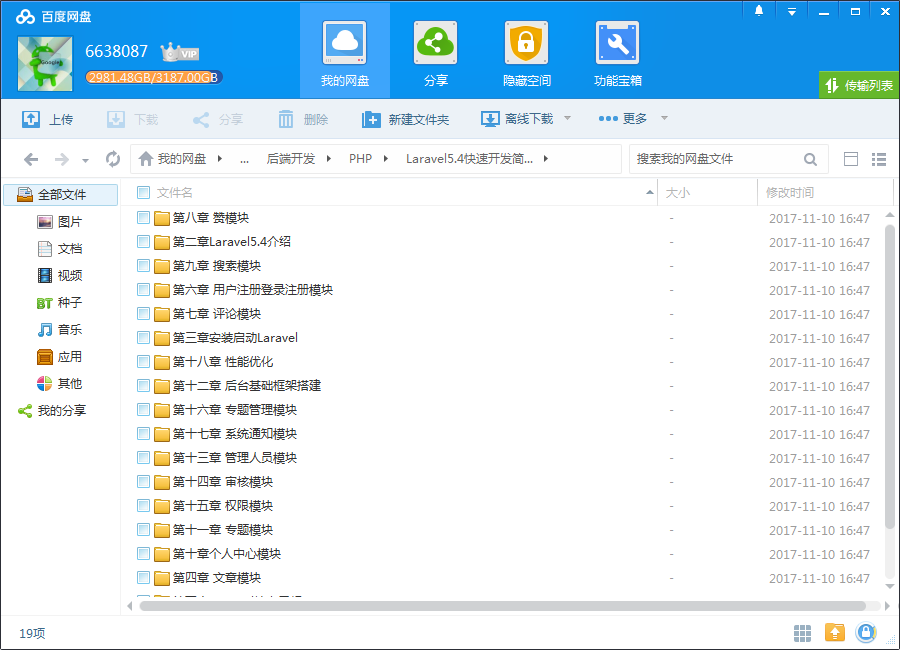 百度网盘
6638087 VIP
2981.48GB/3187.00GB
我的网盘 分享 隐藏空间 功能宝箱
传输列表
上传 下载 分享 删除 新建文件夹 离线下载 更多
我的网盘 ... 后端开发 PHP Laravel5.4快速开发简... 搜索我的网盘文件
全部文件
图片
文档
视频
BT 种子
音乐
应用
其他
我的分享
文件名 大小 修改时间
第八章 赞模块 - 2017-11-10 16:47
第二章Laravel5.4介绍 - 2017-11-10 16:47
第九章 搜索模块 - 2017-11-10 16:47
第六章 用户注册登录注册模块 - 2017-11-10 16:47
第七章 评论模块 - 2017-11-10 16:47
第三章安装启动Laravel - 2017-11-10 16:47
第十八章 性能优化 - 2017-11-10 16:47
第十二章 后台基础框架搭建 - 2017-11-10 16:47
第十六章 专题管理模块 - 2017-11-10 16:47
第十七章 系统通知模块 - 2017-11-10 16:47
第十三章 管理人员模块 - 2017-11-10 16:47
第十四章 审核模块 - 2017-11-10 16:47
第十五章 权限模块 - 2017-11-10 16:47
第十一章 专题模块 - 2017-11-10 16:47
第十章个人中心模块 - 2017-11-10 16:47
第四章 文章模块 - 2017-11-10 16:47
19项